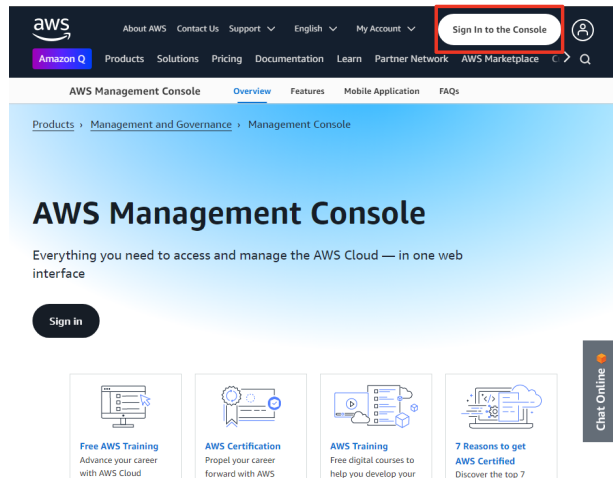 aws
About AWS Contact Us Support English My Account Sign In to the Console
Amazon Q Products Solutions Pricing Documentation Learn Partner Network AWS Marketplace
AWS Management Console Overview Features Mobile Application FAQs
Products › Management and Governance › Management Console
AWS Management Console
Everything you need to access and manage the AWS Cloud — in one web
interface
Sign in
Chat Online
Free AWS Training
Advance your career
with AWS Cloud
AWS Certification
Propel your career
forward with AWS
AWS Training
Free digital courses to
help you develop your
7 Reasons to get
AWS Certified
Discover the top 7